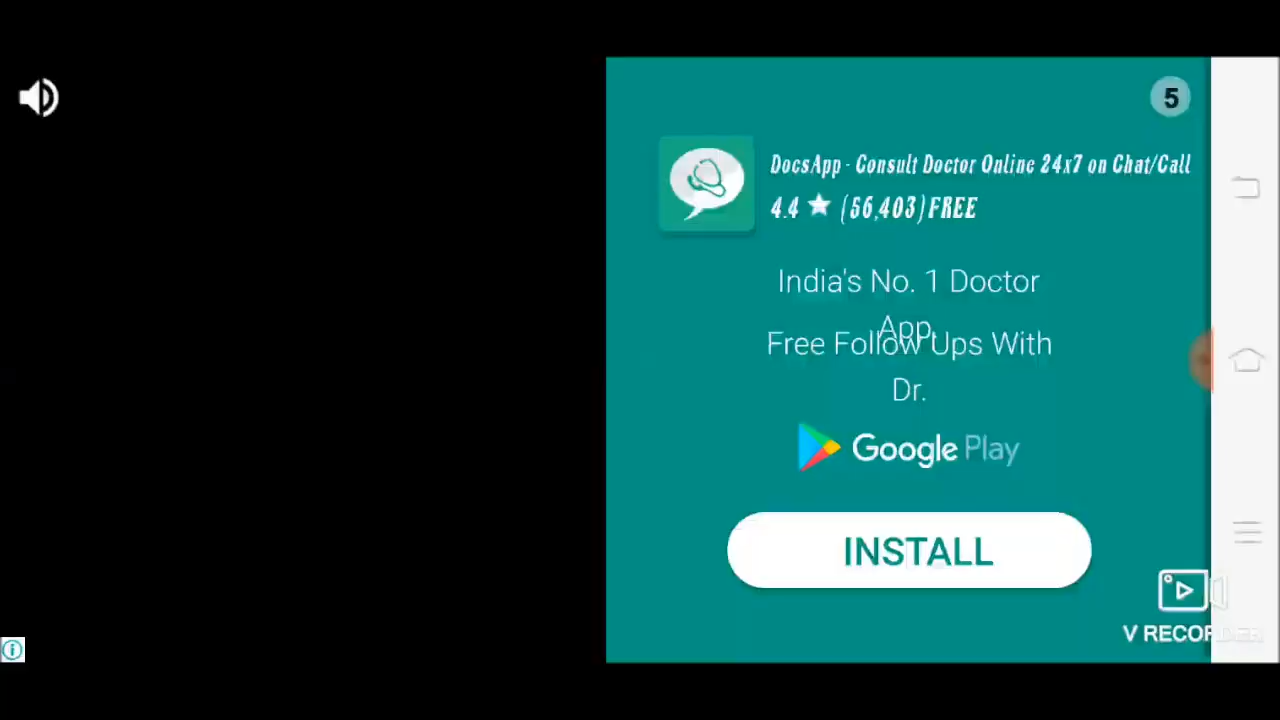 5
DocsApp - Consult Doctor Online 24x7 on Chat/Call
4.4 ★ (56,403) FREE
India's No. 1 Doctor
App.
Free Follow Ups With
Dr.
Google Play
INSTALL
V RECORDER